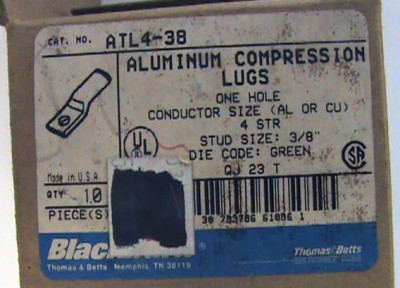 CAT. NO. ATL4-38
ALUMINUM COMPRESSION
LUGS
ONE HOLE
CONDUCTOR SIZE (AL OR CU)
4 STR
STUD SIZE: 3/8"
DIE CODE: GREEN
QJ 23 T
UL
Made in U.S.A
QTY 10
PIECE(S)
Thomas & Betts
Thomas & Betts Memphis, TN 38119